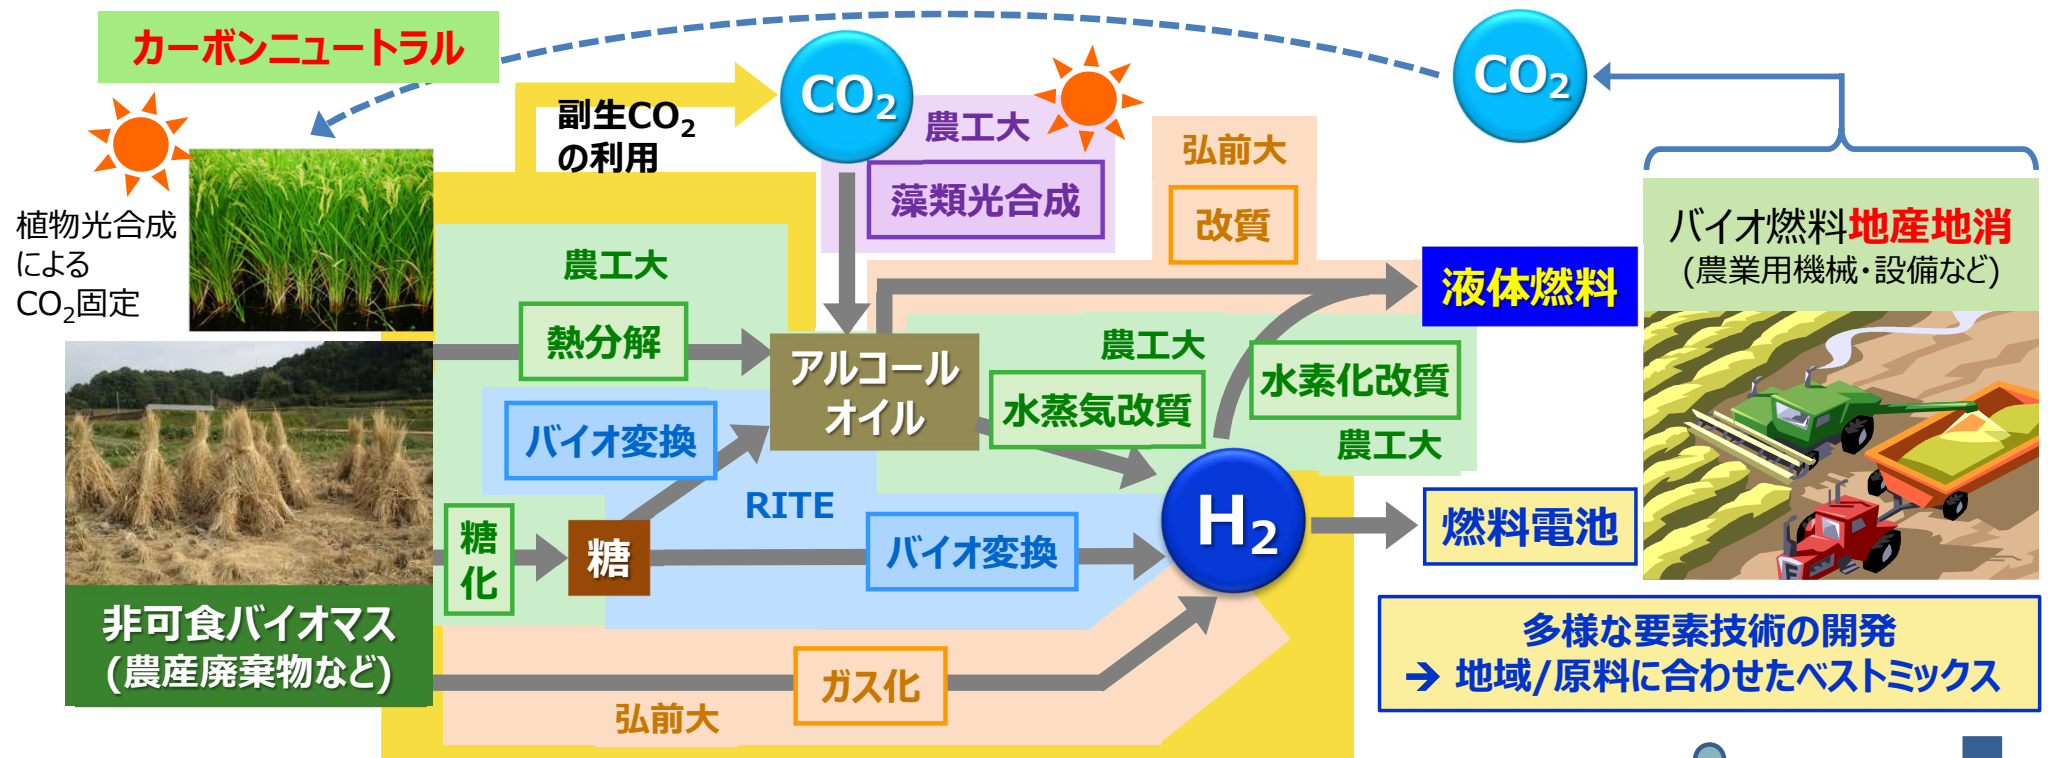 カーボンニュートラル
CO2
CO2
副生CO2
の利用
農工大
藻類光合成
弘前大
改質
植物光合成
による
CO2固定
バイオ燃料地産地消
(農業用機械・設備など)
農工大
熱分解
アルコール
オイル
液体燃料
農工大
水蒸気改質
水素化改質
農工大
バイオ変換
RITE
糖
化
糖
バイオ変換
H2
燃料電池
非可食バイオマス
(農産廃棄物など)
ガス化
弘前大
多様な要素技術の開発
➔ 地域/原料に合わせたベストミックス